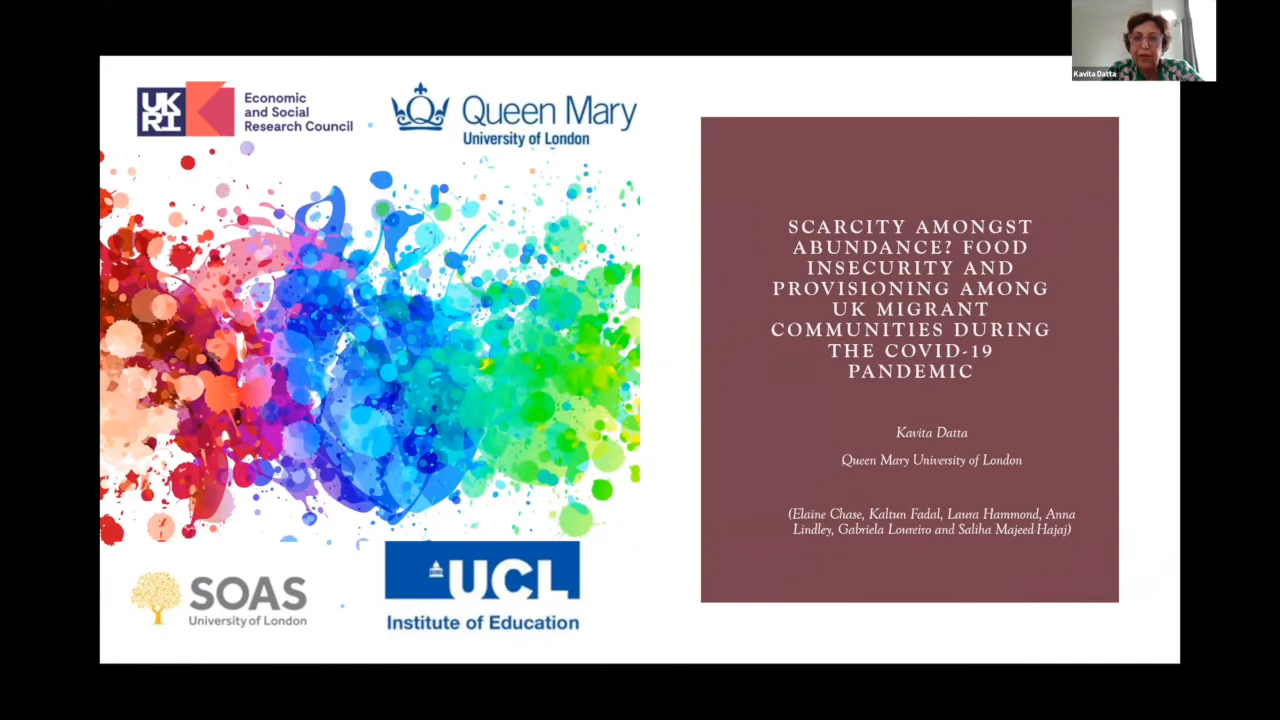 Kavita Datta
UK
RI
Economic
and Social
Research Council
Queen Mary
University of London
SCARCITY AMONGST
ABUNDANCE? FOOD
INSECURITY AND
PROVISIONING AMONG
UK MIGRANT
COMMUNITIES DURING
THE COVID-19
PANDEMIC
Kavita Datta
Queen Mary University of London
(Elaine Chase, Kaltun Fadal, Laura Hammond, Anna
Lindley, Gabriela Loureiro and Saliha Majeed-Hajaj)
SOAS
University of London
UCL
Institute of Education